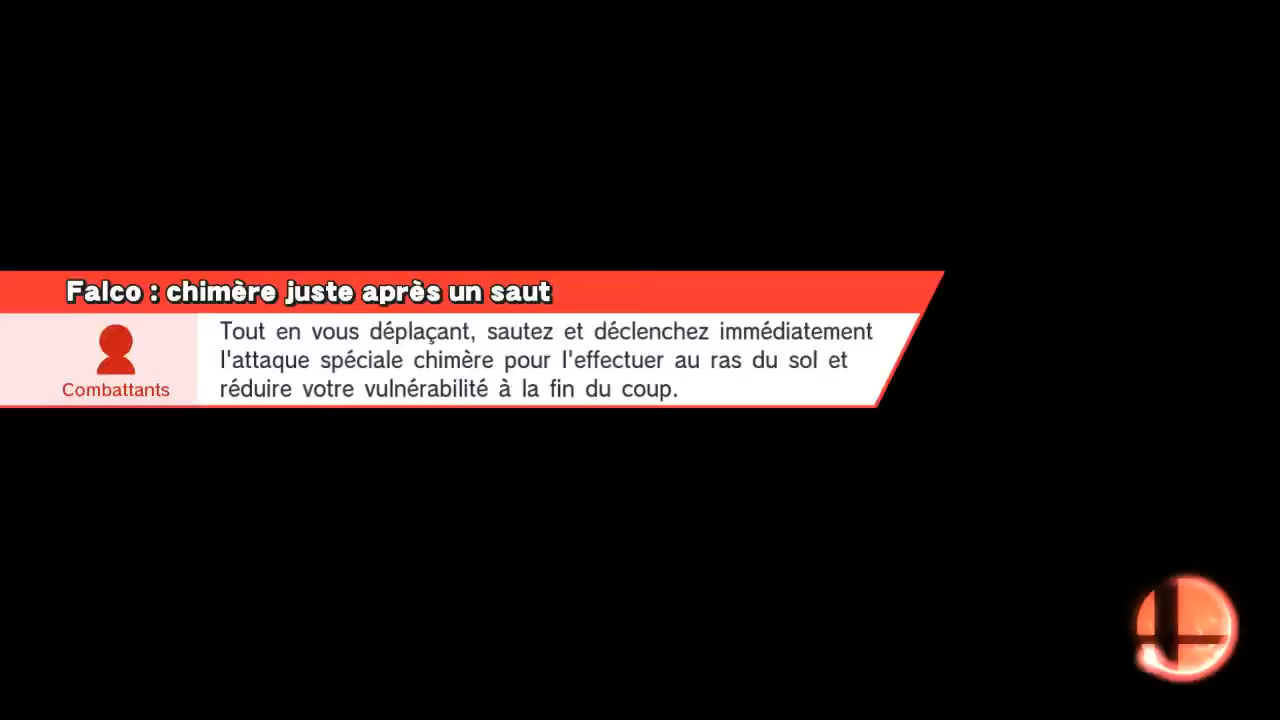 Falco : chimère juste après un saut
Combattants
Tout en vous déplaçant, sautez et déclenchez immédiatement
l'attaque spéciale chimère pour l'effectuer au ras du sol et
réduire votre vulnérabilité à la fin du coup.